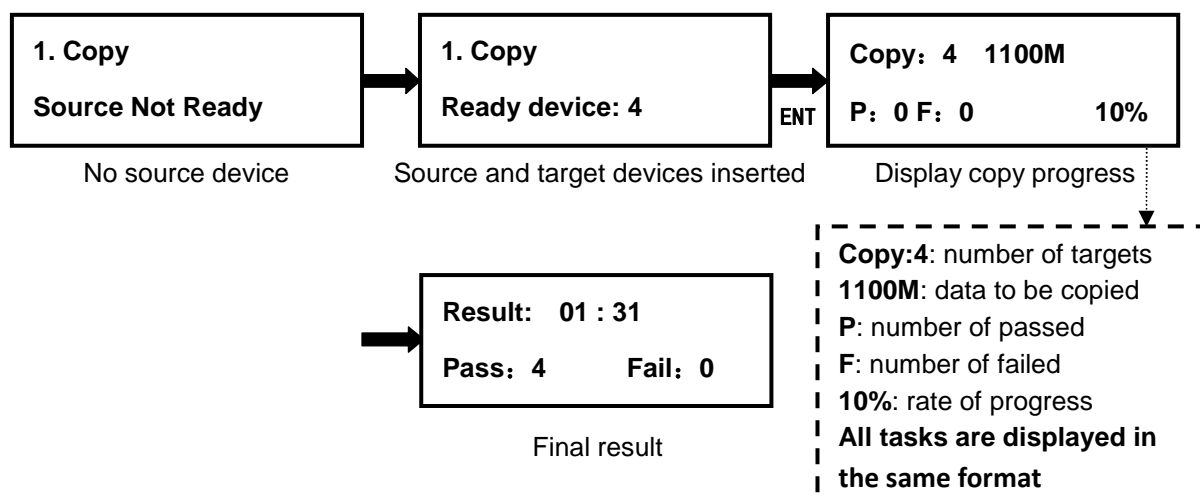 1. Copy
Source Not Ready
No source device
1. Copy
Ready device: 4
Source and target devices inserted
ENT
Copy：4 1100M
P：0 F：0 10%
Display copy progress
Copy:4: number of targets
1100M: data to be copied
P: number of passed
F: number of failed
10%: rate of progress
All tasks are displayed in
the same format
Result: 01 : 31
Pass：4 Fail：0
Final result